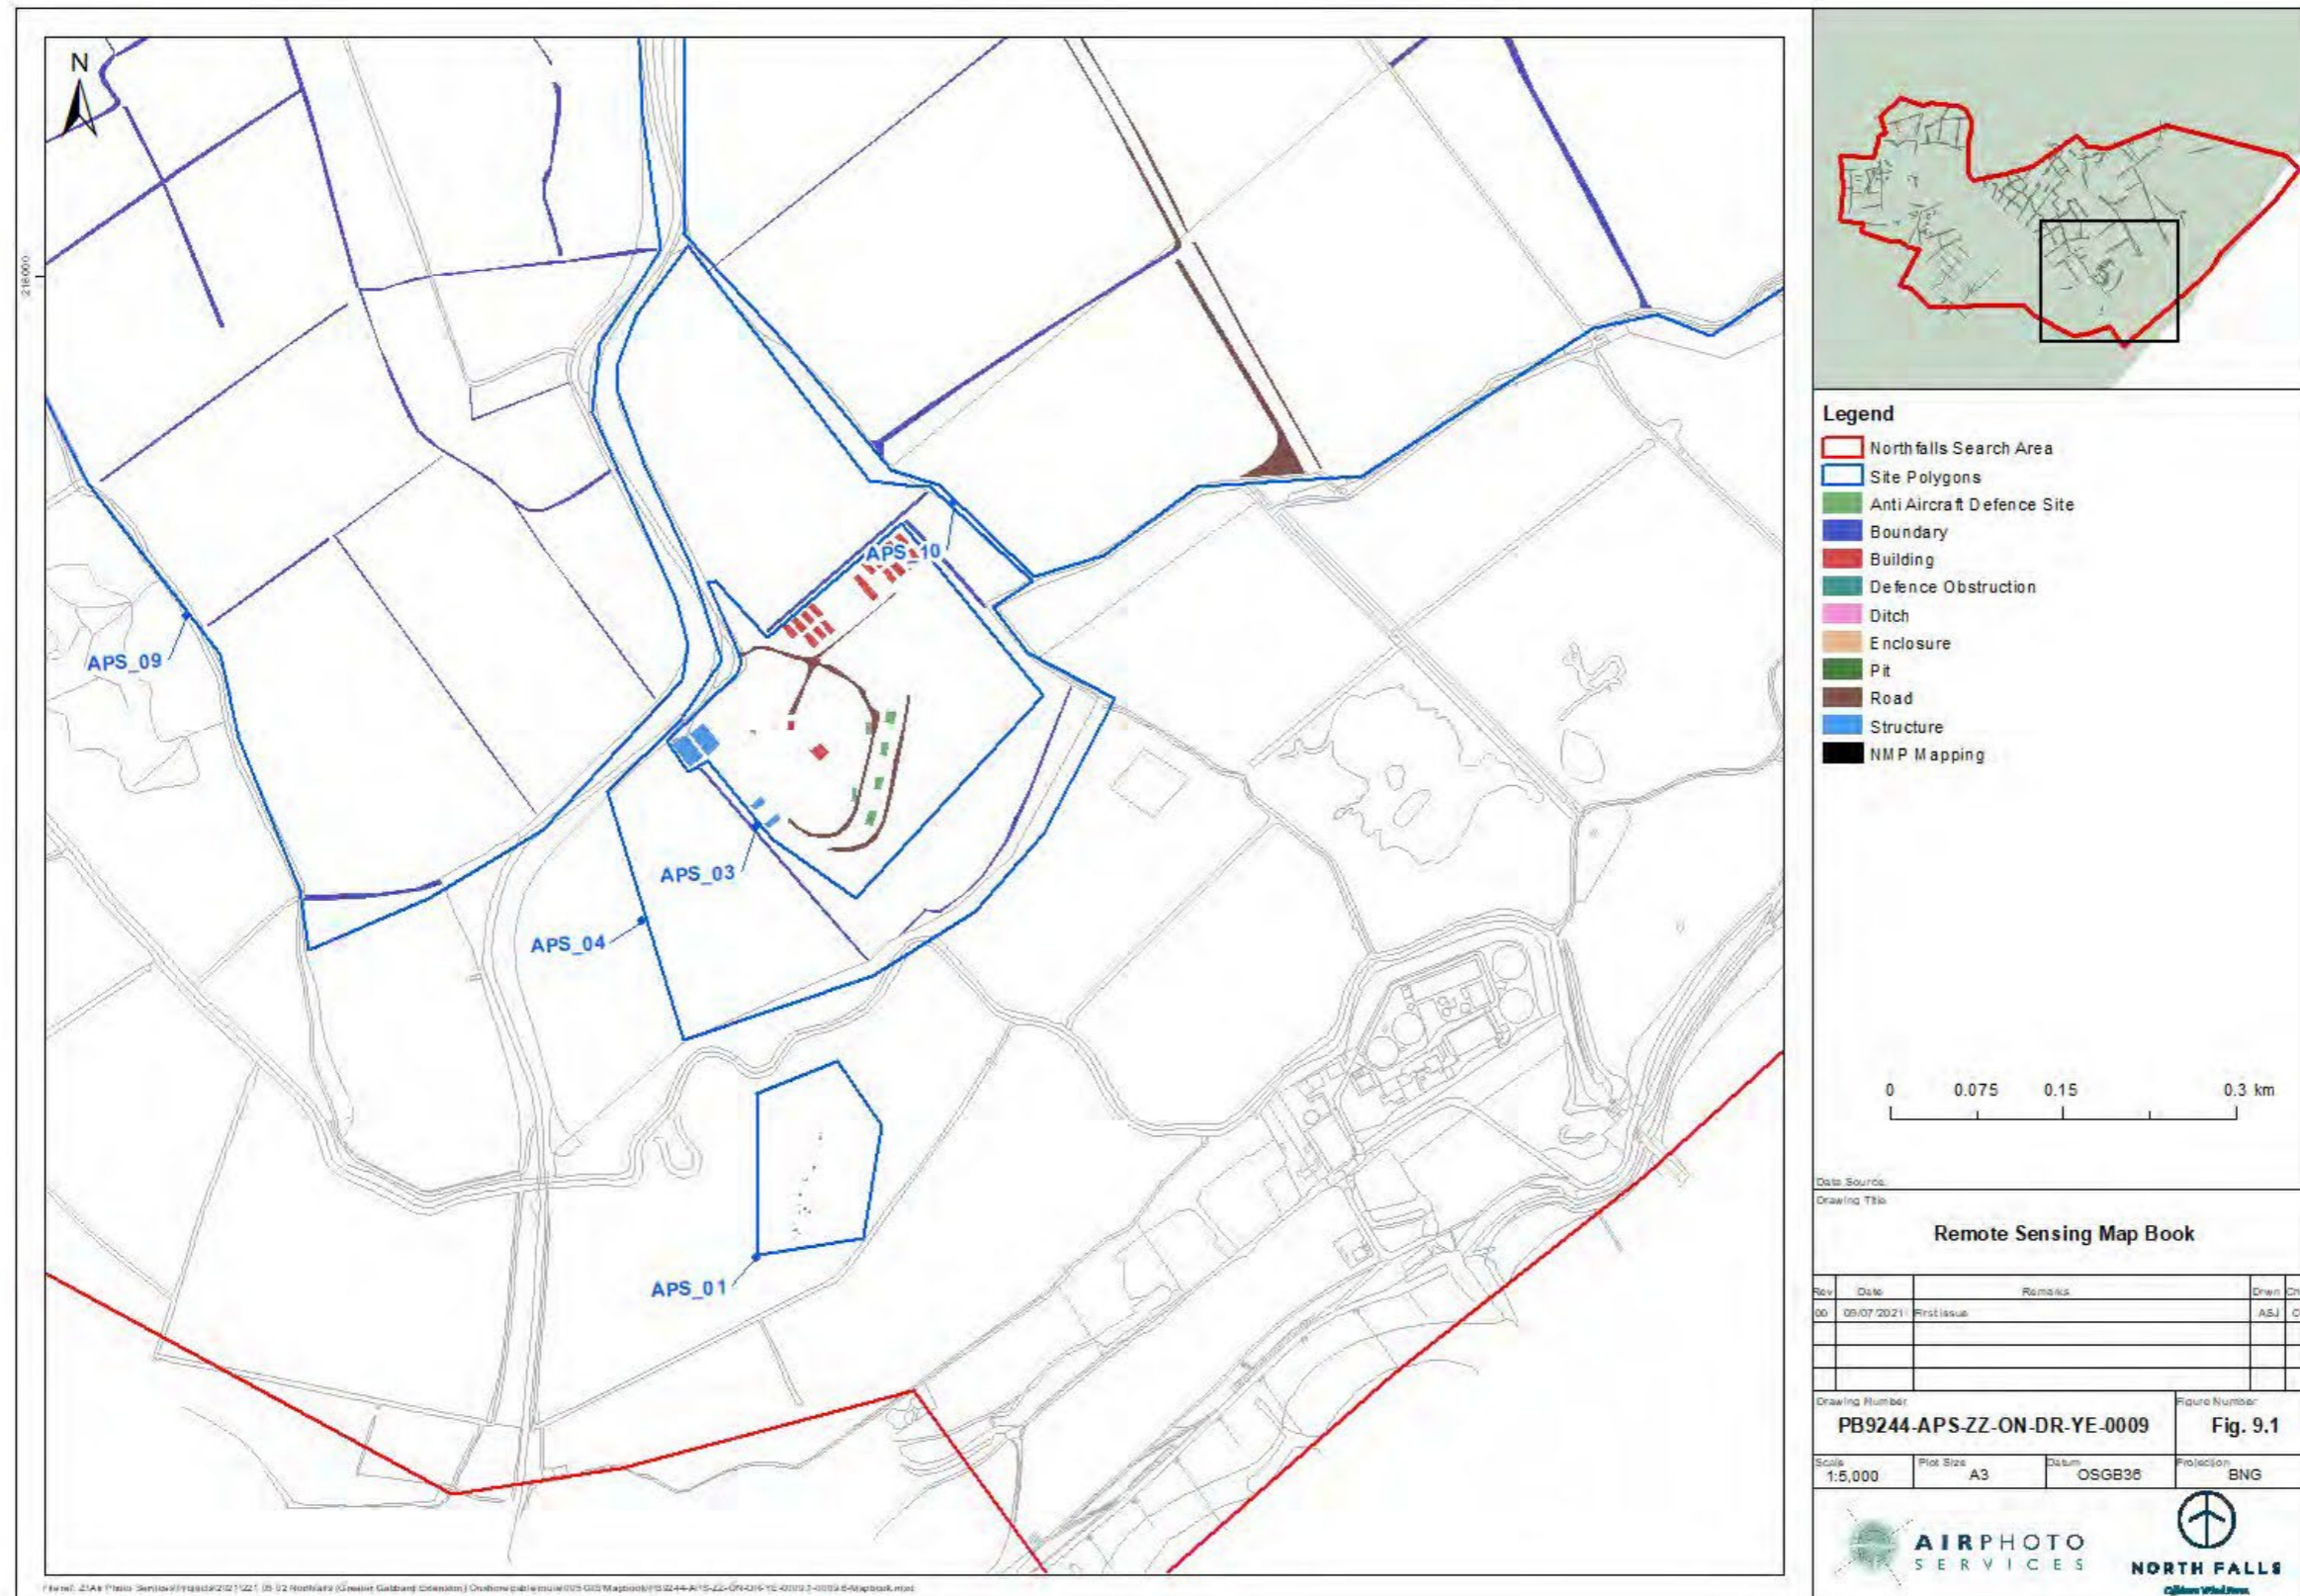 N
216000
APS_10
APS_09
APS_03
APS_04
APS_01
Legend
Northfalls Search Area
Site Polygons
Anti Aircraft Defence Site
Boundary
Building
Defence Obstruction
Ditch
Enclosure
Pit
Road
Structure
NMP Mapping
0 0.075 0.15 0.3 km
Data Source
Drawing Title
Remote Sensing Map Book
Rev Date Remarks Drwn
00 09/07/2021 First issue ASJ
Drawing Number
PB9244-APS-ZZ-ON-DR-YE-0009
Figure Number
Fig. 9.1
Scale
1:5,000
Plot Size
A3
Datum
OSGB36
Projection
BNG
AIRPHOTO
SERVICES
NORTH FALLS
Offshore Wind Farm